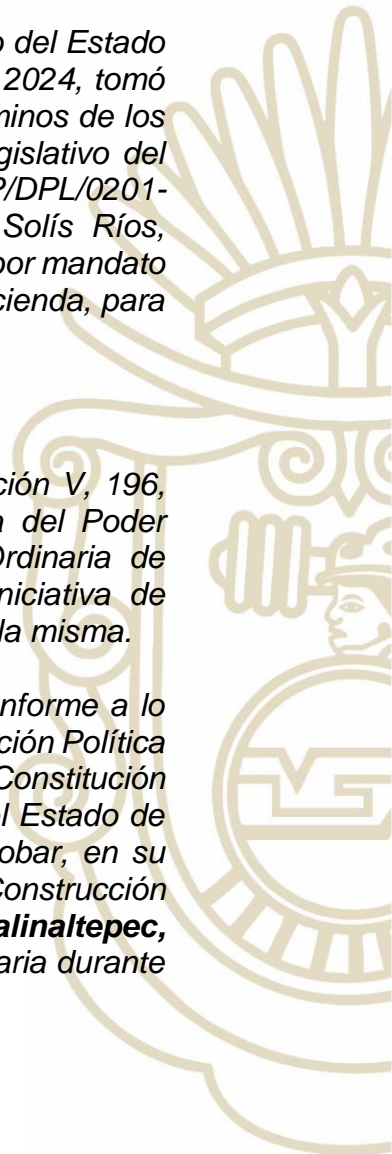 o del Estado
2024, tomó
minos de los
gislativo del
P/DPL/0201-
Solís Ríos,
por mandato
cienda, para
ción V, 196,
a del Poder
Ordinaria de
niciativa de
la misma.
nforme a lo
ción Política
Constitución
el Estado de
obar, en su
Construcción
alinaltepec,
aria durante